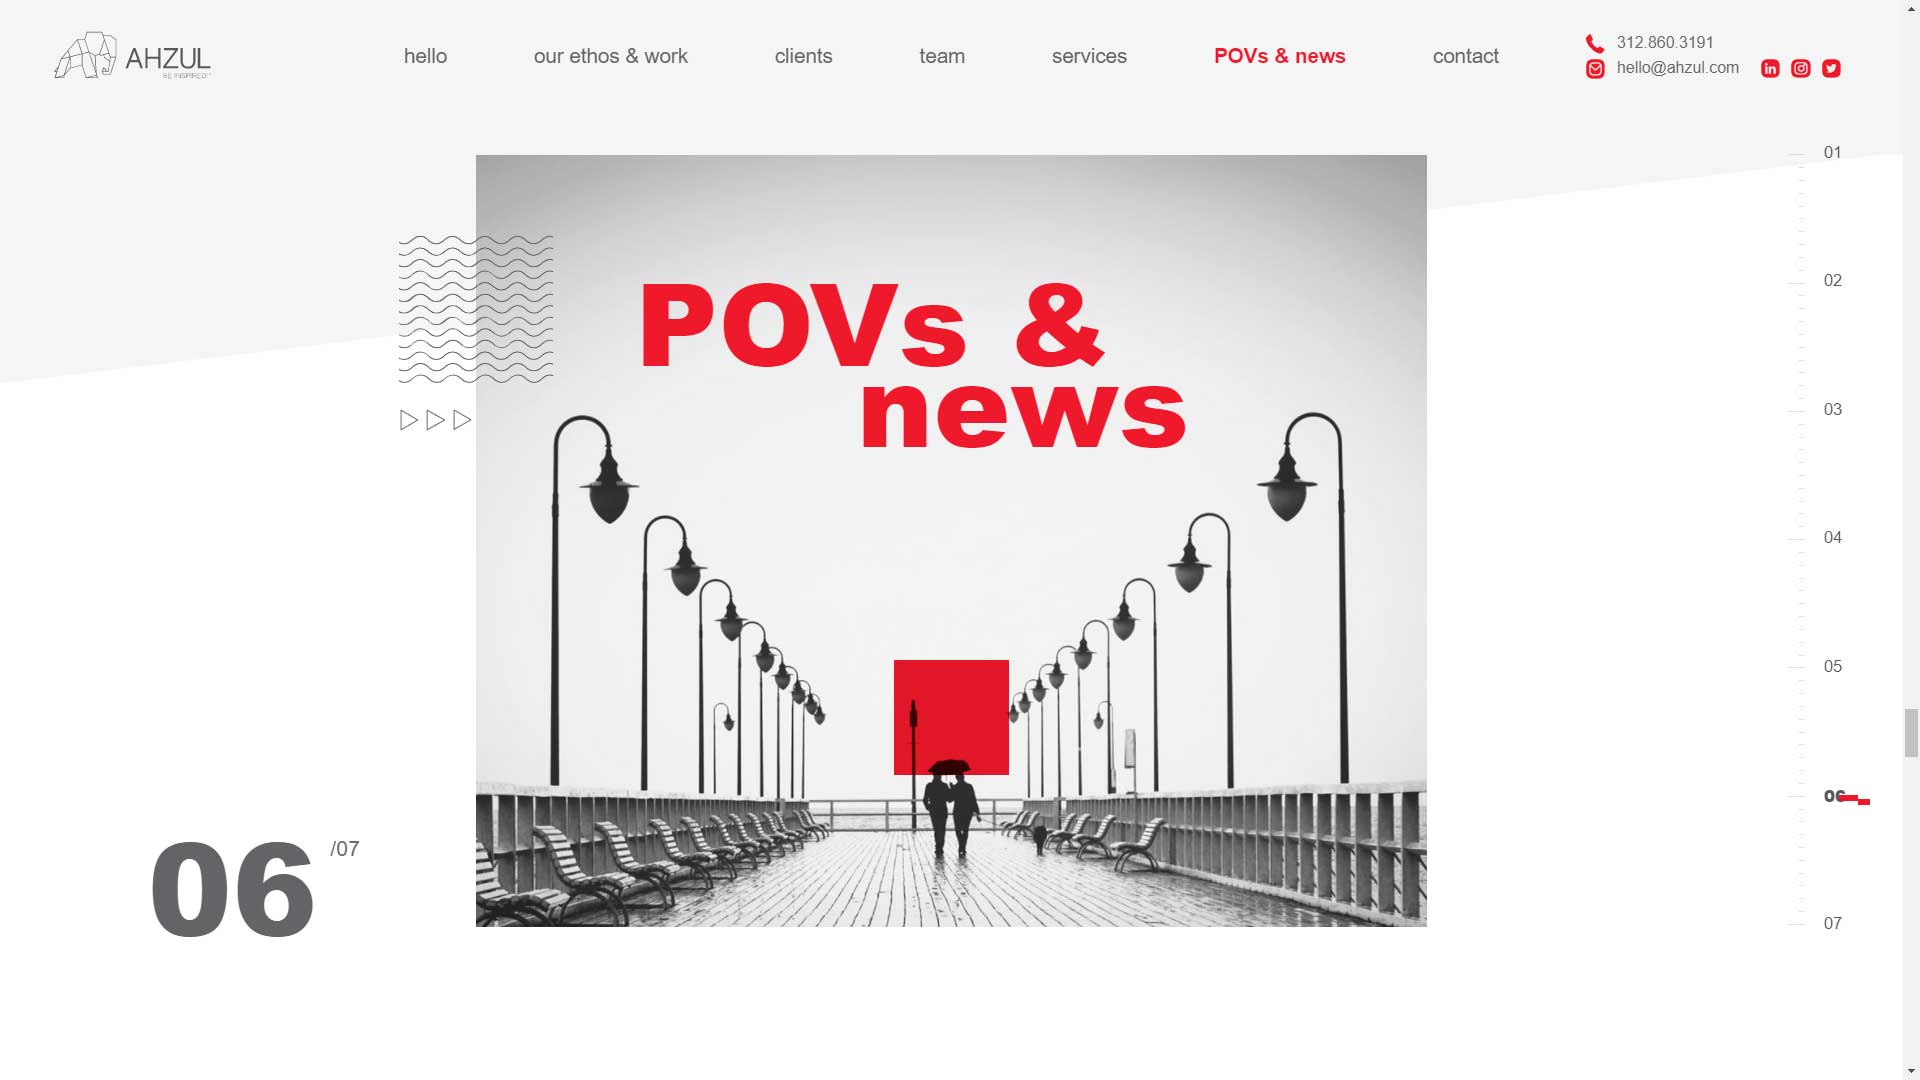 AHZUL
BE INSPIRED
hello
our ethos & work
clients
team
services
POVs & news
contact
312.860.3191
hello@ahzul.com
POVs &
news
01
02
03
04
05
06
07
06
/07